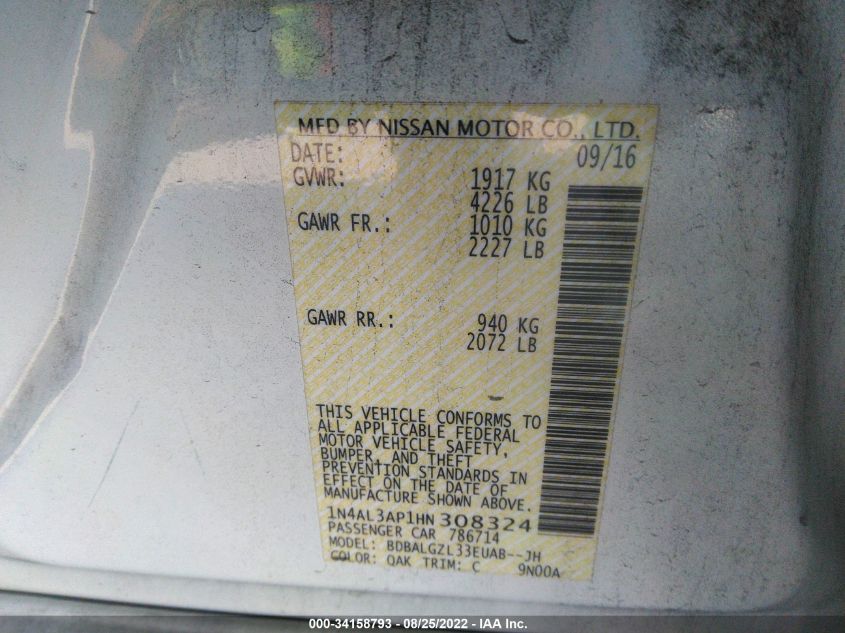 MFD BY NISSAN MOTOR CO., LTD.
DATE: 09/16
GVWR: 1917 KG
4226 LB
GAWR FR.: 1010 KG
2227 LB
GAWR RR.: 940 KG
2072 LB
THIS VEHICLE CONFORMS TO
ALL APPLICABLE FEDERAL
MOTOR VEHICLE SAFETY,
BUMPER, AND THEFT
PREVENTION STANDARDS IN
EFFECT ON THE DATE OF
MANUFACTURE SHOWN ABOVE.
1N4AL3AP1HN308324
PASSENGER CAR 786714
MODEL: BDBALGZL33EUAB--JH
COLOR: QAK TRIM: C 9N00A
000-34158793 - 08/25/2022 - IAA Inc.